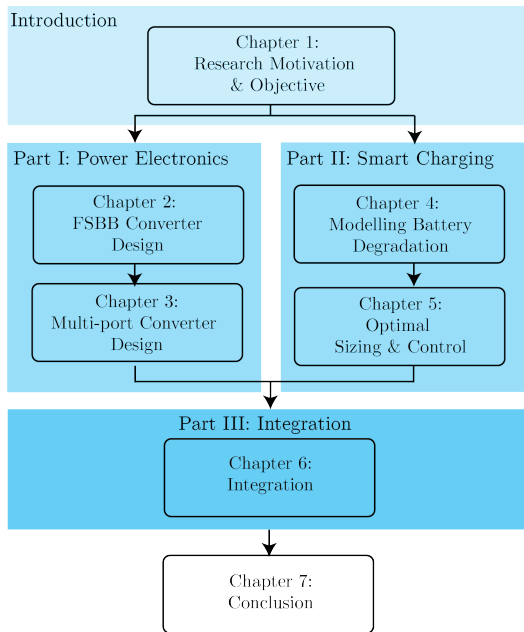 Introduction
Chapter 1:
Research Motivation
& Objective
Part I: Power Electronics
Chapter 2:
FSBB Converter
Design
Chapter 3:
Multi-port Converter
Design
Part II: Smart Charging
Chapter 4:
Modelling Battery
Degradation
Chapter 5:
Optimal
Sizing & Control
Part III: Integration
Chapter 6:
Integration
Chapter 7:
Conclusion